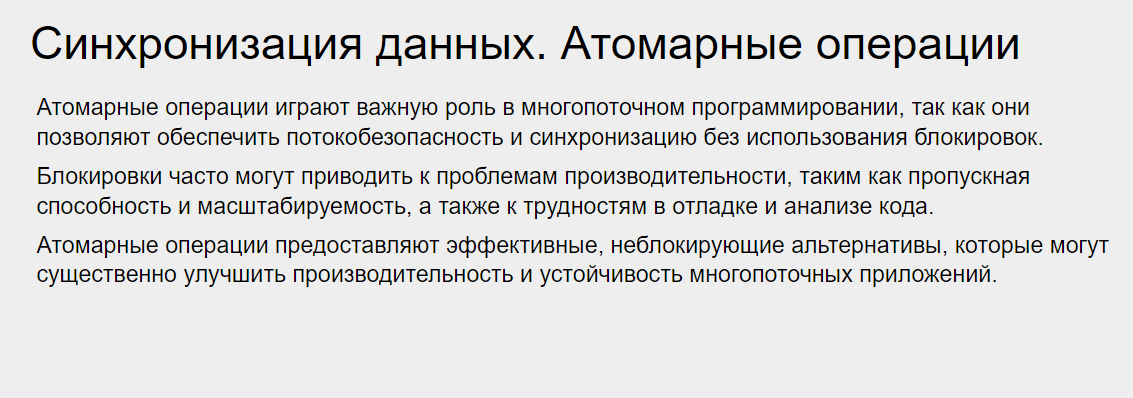 Синхронизация данных. Атомарные операции
Атомарные операции играют важную роль в многопоточном программировании, так как они
позволяют обеспечить потокобезопасность и синхронизацию без использования блокировок.
Блокировки часто могут приводить к проблемам производительности, таким как пропускная
способность и масштабируемость, а также к трудностям в отладке и анализе кода.
Атомарные операции предоставляют эффективные, неблокирующие альтернативы, которые могут
существенно улучшить производительность и устойчивость многопоточных приложений.